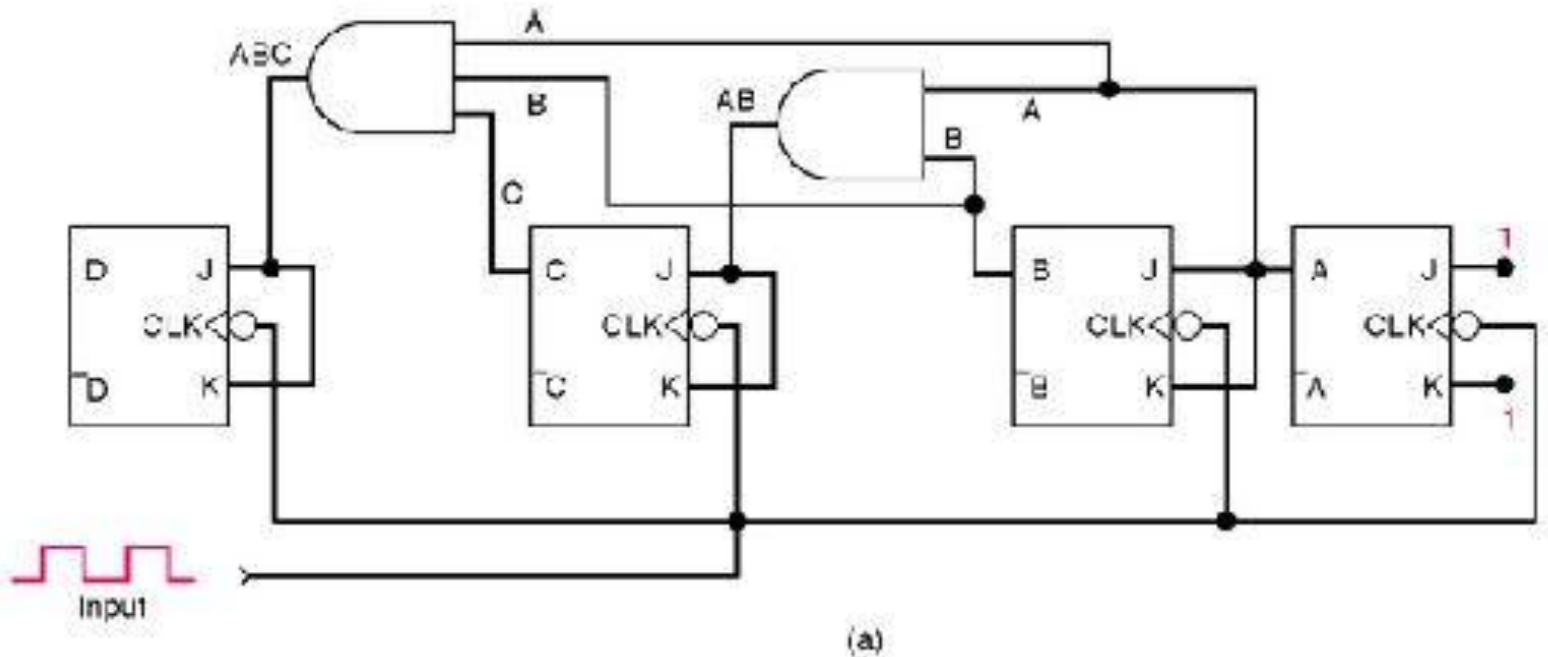 A
ABC
B
AB
A
B
C
D J
CLK
D̅ K
C J
CLK
C̅ K
B J
CLK
B̅ K
A J
CLK
A̅ K
1
1
Input
(a)